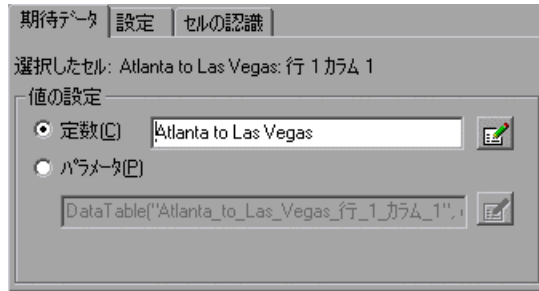 期待データ 設定 セルの認識
選択したセル: Atlanta to Las Vegas: 行 1 カラム 1
値の設定
定数(C) Atlanta to Las Vegas
パラメータ(P)
DataTable("Atlanta_to_Las_Vegas_行_1_カラム_1",